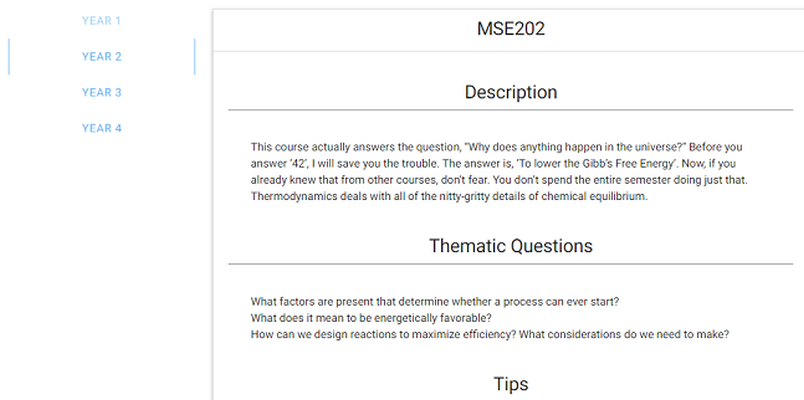 YEAR 1
YEAR 2
YEAR 3
YEAR 4
MSE202
Description
This course actually answers the question, "Why does anything happen in the universe?" Before you
answer '42', I will save you the trouble. The answer is, 'To lower the Gibb's Free Energy'. Now, if you
already knew that from other courses, don't fear. You don't spend the entire semester doing just that.
Thermodynamics deals with all of the nitty-gritty details of chemical equilibrium.
Thematic Questions
What factors are present that determine whether a process can ever start?
What does it mean to be energetically favorable?
How can we design reactions to maximize efficiency? What considerations do we need to make?
Tips